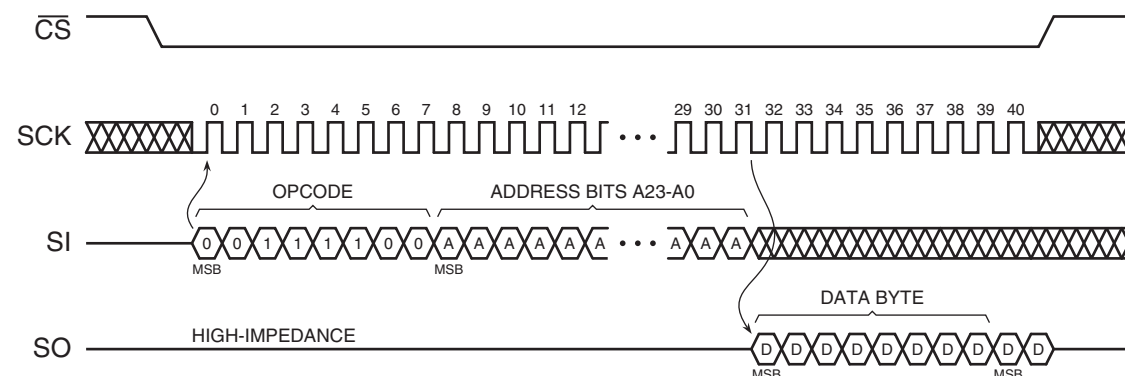 CS
0 1 2 3 4 5 6 7 8 9 10 11 12 29 30 31 32 33 34 35 36 37 38 39 40
SCK
OPCODE ADDRESS BITS A23-A0
SI 0 0 1 1 1 1 0 0 A A A A A A A A A
MSB MSB
DATA BYTE
HIGH-IMPEDANCE
SO D D D D D D D D D D
MSB MSB